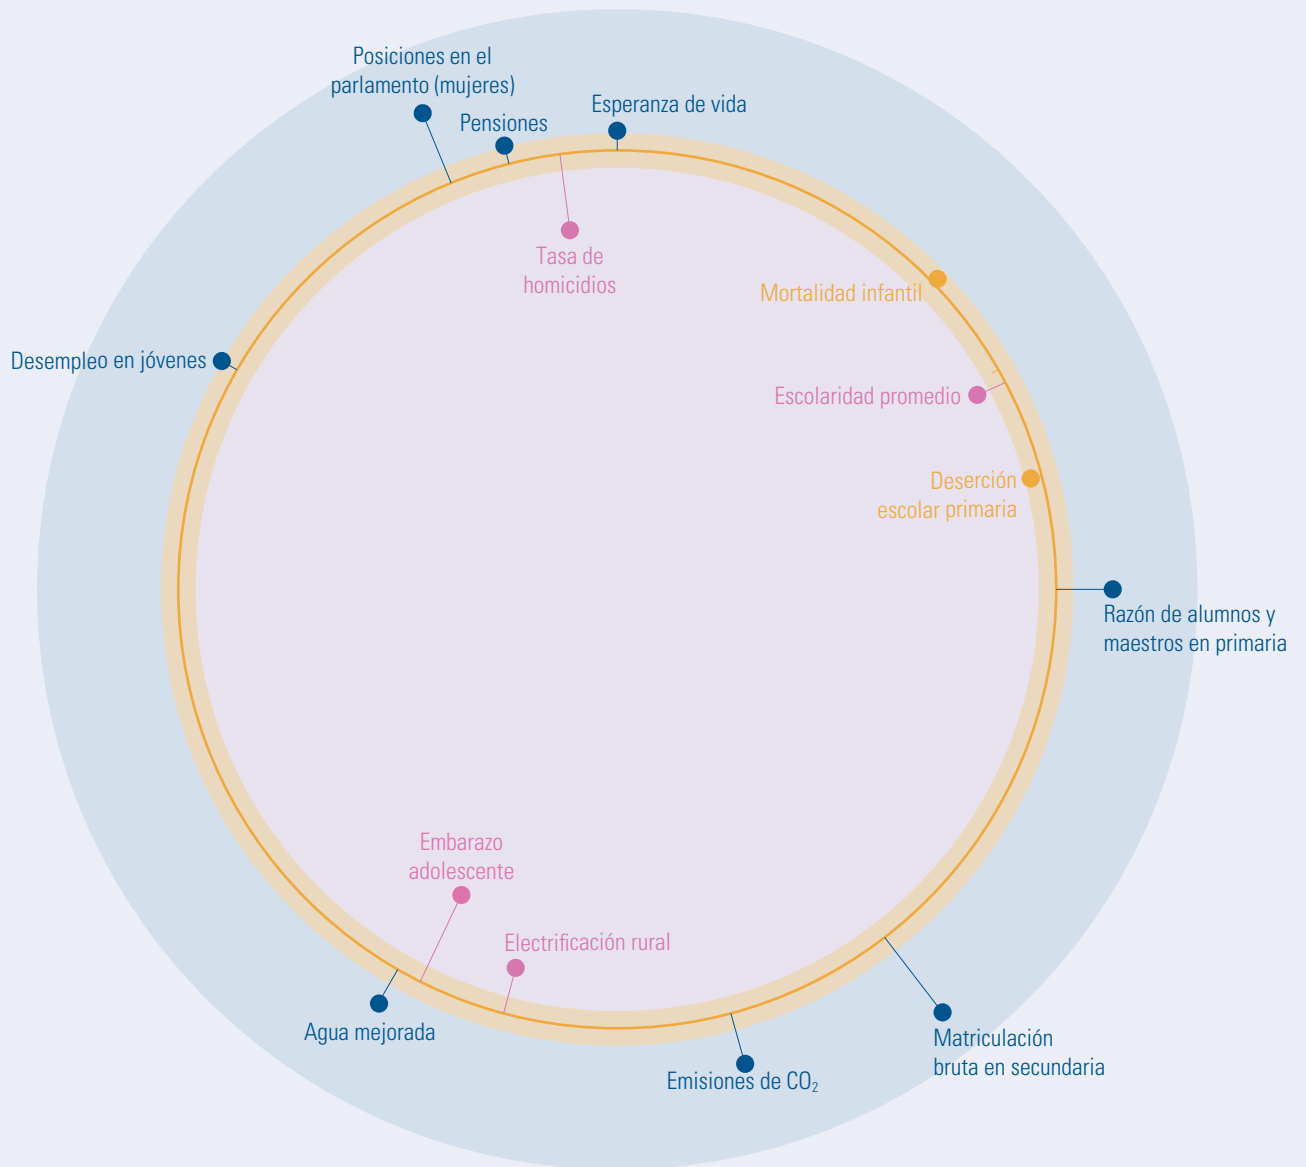 Posiciones en el
parlamento (mujeres)
Pensiones
Esperanza de vida
Tasa de
homicidios
Mortalidad infantil
Desempleo en jóvenes
Escolaridad promedio
Deserción
escolar primaria
Razón de alumnos y
maestros en primaria
Embarazo
adolescente
Electrificación rural
Agua mejorada
Matriculación
bruta en secundaria
Emisiones de CO₂